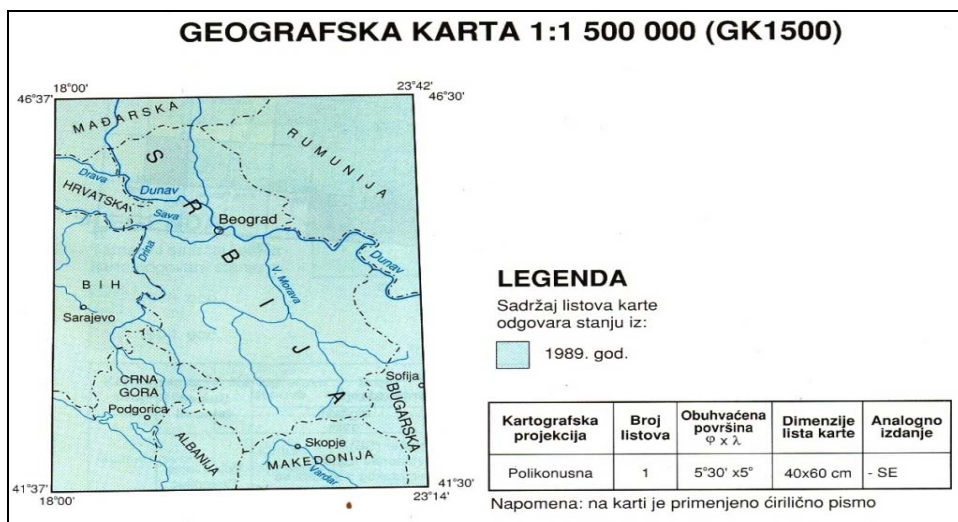 GEOGRAFSKA KARTA 1:1 500 000 (GK1500)
18°00'
23°42'
46°37'
46°30'
MAĐARSKA
RUMUNIJA
SRBIJA
Drava
HRVATSKA
Dunav
Sava
Beograd
Drina
Dunav
V. Morava
BIH
Sarajevo
CRNA
GORA
Podgorica
ALBANIJA
Skopje
MAKEDONIJA
Vardar
Sofija
BUGARSKA
41°37'
41°30'
18°00'
23°14'
LEGENDA
Sadržaj listova karte
odgovara stanju iz:
1989. god.
Kartografska
projekcija
Broj
listova
Obuhvaćena
površina
φ x λ
Dimenzije
lista karte
Analogno
izdanje
Polikonusna
1
5°30' x5°
40x60 cm
- SE
Napomena: na karti je primenjeno ćirilično pismo